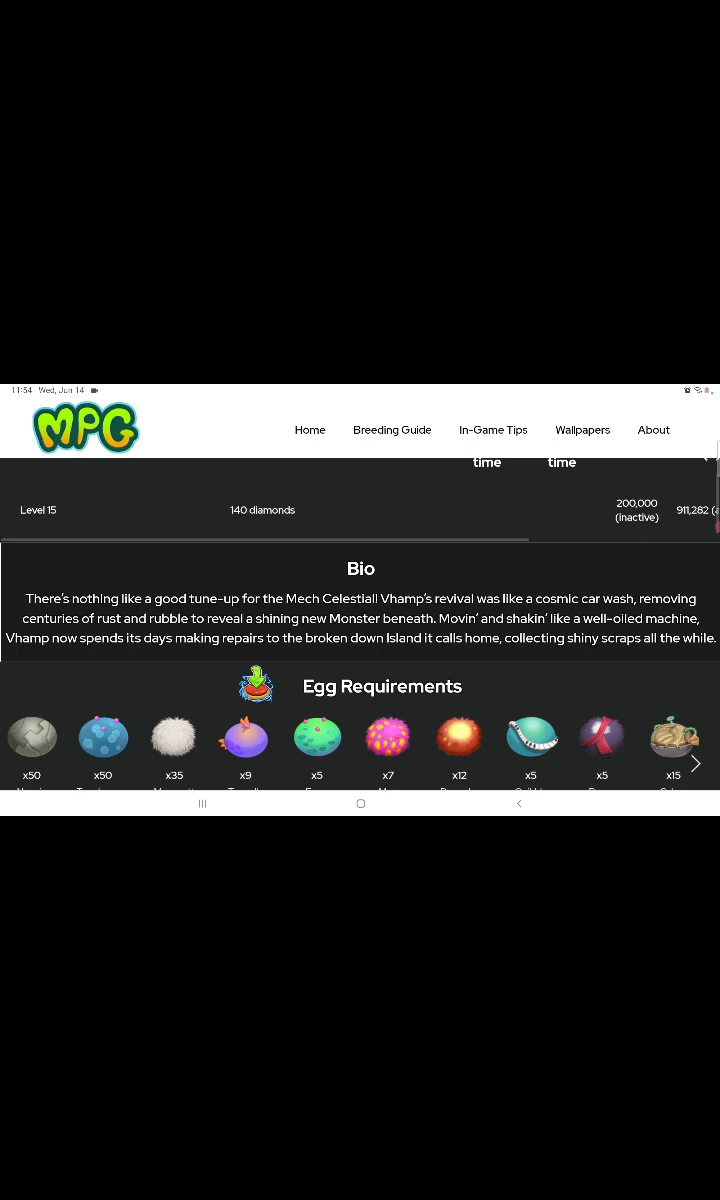 11:54 Wed, Jun 14
MPG
Home Breeding Guide In-Game Tips Wallpapers About
time time
Level 15 140 diamonds 200,000 911,282 (a
(inactive)
Bio
There's nothing like a good tune-up for the Mech Celestial! Vhamp's revival was like a cosmic car wash, removing
centuries of rust and rubble to reveal a shining new Monster beneath. Movin' and shakin' like a well-oiled machine,
Vhamp now spends its days making repairs to the broken down Island it calls home, collecting shiny scraps all the while.
Egg Requirements
x50 x50 x35 x9 x5 x7 x12 x5 x5 x15